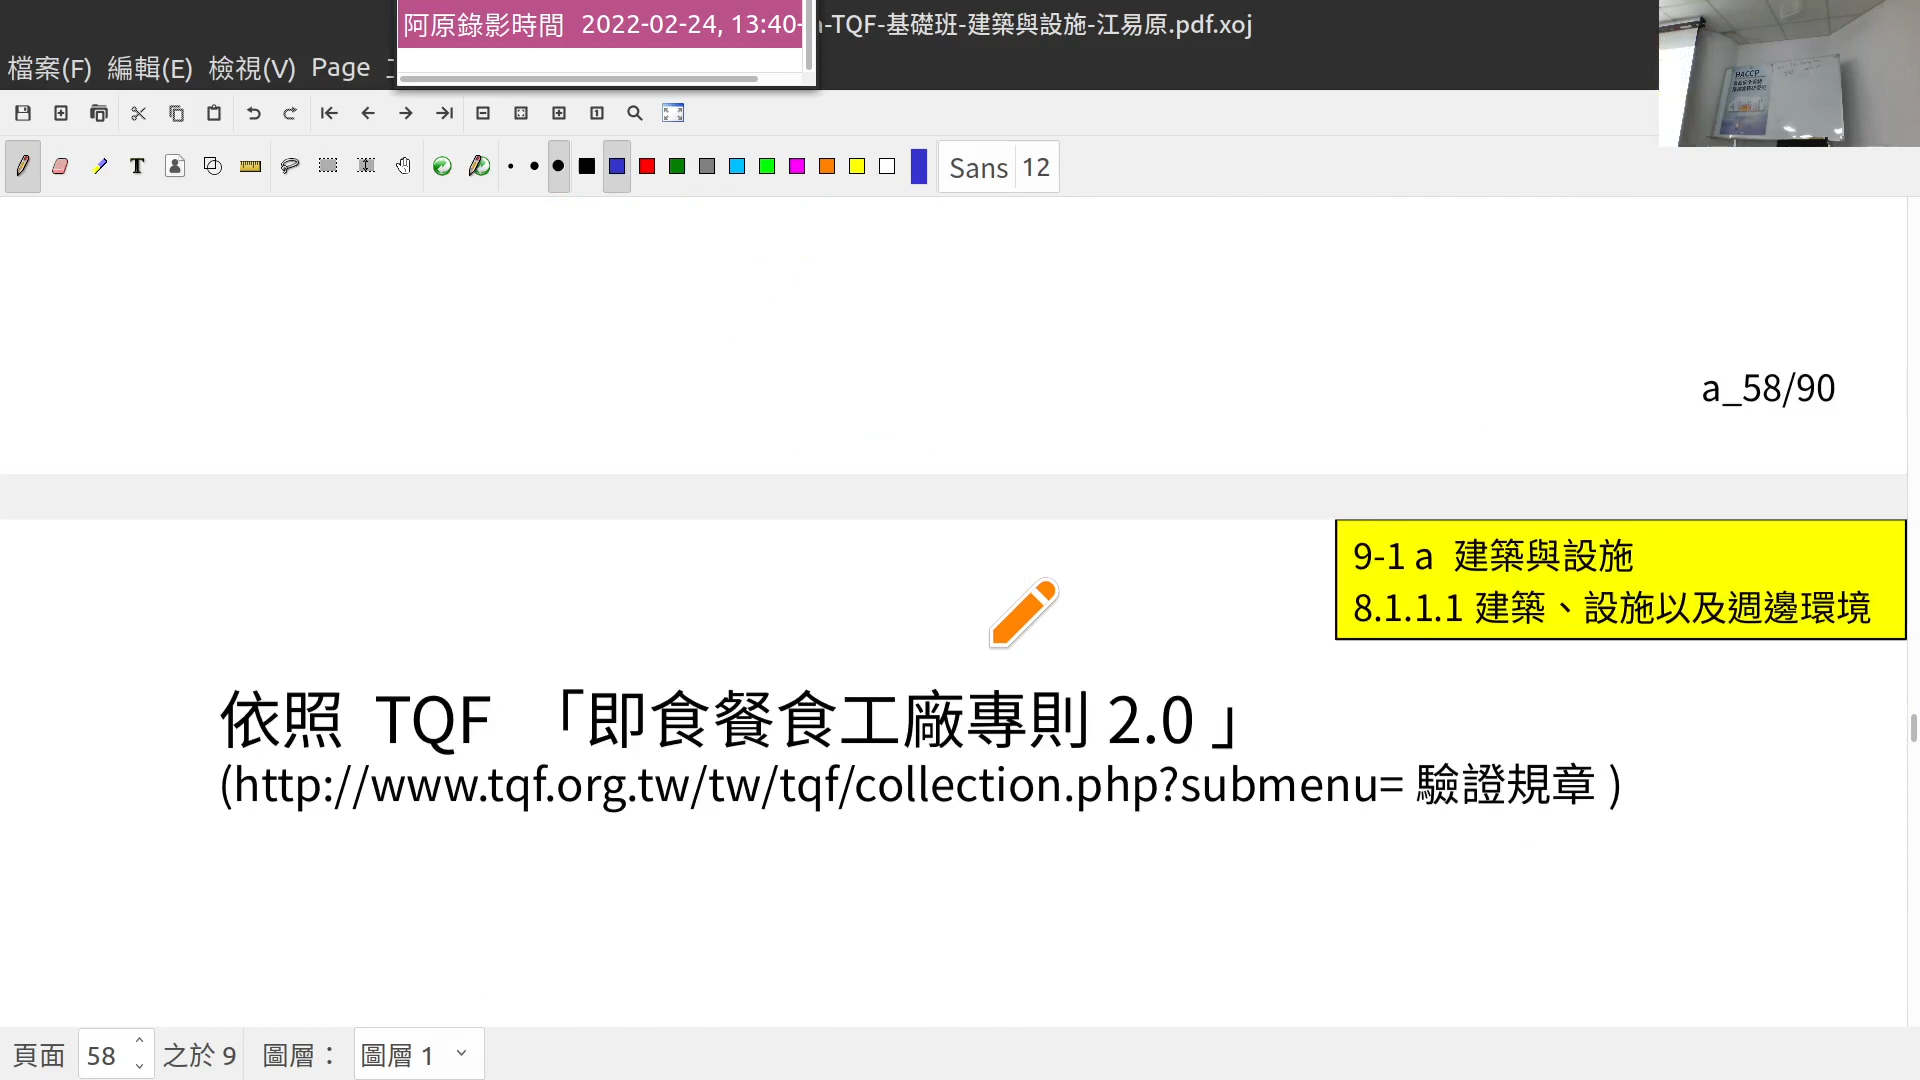 阿原錄影時間 2022-02-24, 13:40-
-TQF-基礎班-建築與設施-江易原.pdf.xoj
檔案(F) 編輯(E) 檢視(V) Page
T
Sans 12
HACCP
a_58/90
9-1 a 建築與設施
8.1.1.1 建築、設施以及週邊環境
依照 TQF 「即食餐食工廠專則 2.0 」
(http://www.tqf.org.tw/tw/tqf/collection.php?submenu= 驗證規章 )
頁面 58 之於 9 圖層： 圖層 1